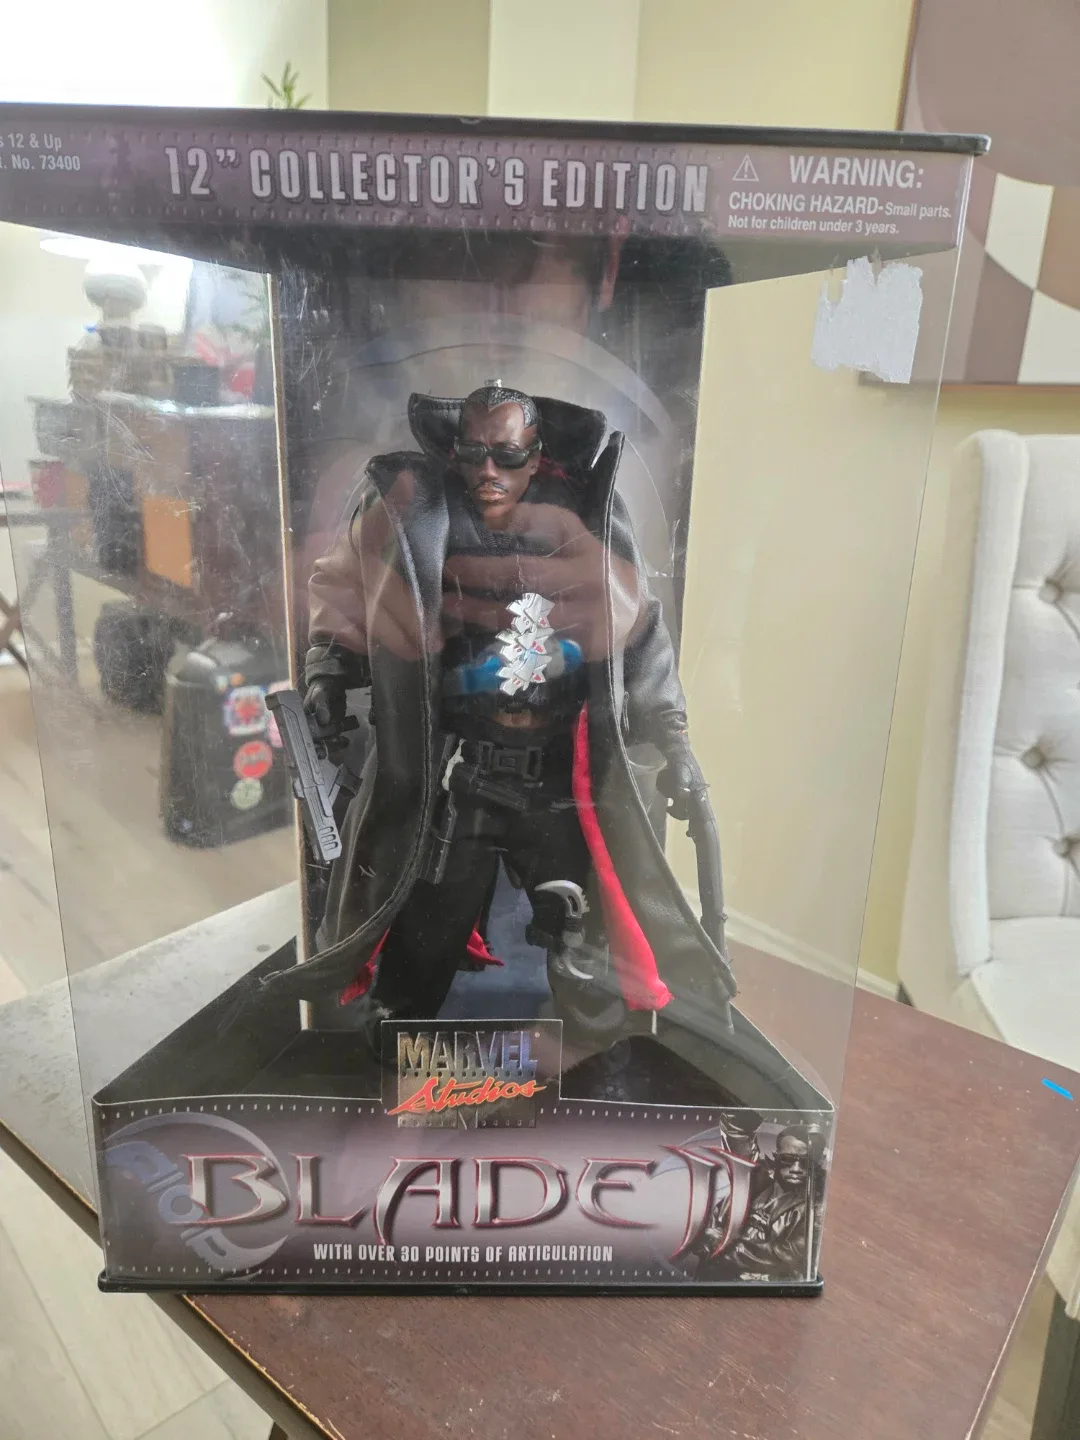 12 & Up
No. 73400
12" COLLECTOR'S EDITION
WARNING:
CHOKING HAZARD-Small parts.
Not for children under 3 years.
MARVEL
Studios
BLADE II
WITH OVER 30 POINTS OF ARTICULATION